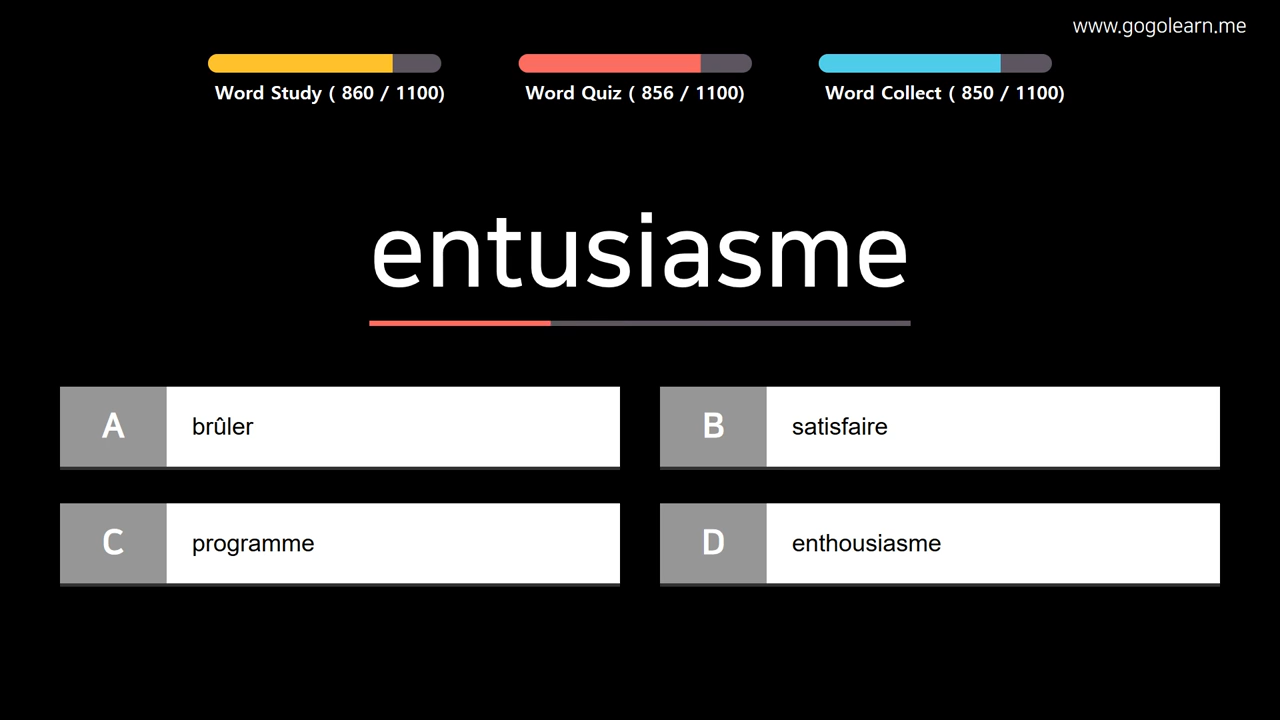 www.gogolearn.me
Word Study ( 860 / 1100)
Word Quiz ( 856 / 1100)
Word Collect ( 850 / 1100)
entusiasme
A
brûler
B
satisfaire
C
programme
D
enthousiasme